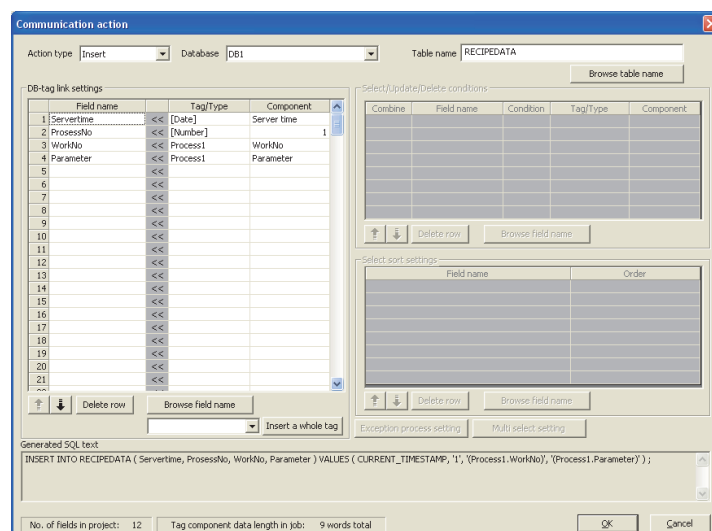 Communication action
Action type Insert Database DB1 Table name RECIPEDATA
Browse table name
DB-tag link settings
Field name Tag/Type Component
1 Servertime << [Date] Server time
2 ProsessNo << [Number] 1
3 WorkNo << Process1 WorkNo
4 Parameter << Process1 Parameter
5 <<
6 <<
7 <<
8 <<
9 <<
10 <<
11 <<
12 <<
13 <<
14 <<
15 <<
16 <<
17 <<
18 <<
19 <<
20 <<
21 <<
Delete row Browse field name
Insert a whole tag
Select/Update/Delete conditions
Combine Field name Condition Tag/Type Component
Delete row Browse field name
Select sort settings
Field name Order
Delete row Browse field name
Exception process setting Multi select setting
Generated SQL text
INSERT INTO RECIPEDATA ( Servertime, ProsessNo, WorkNo, Parameter ) VALUES ( CURRENT_TIMESTAMP, '1', '(Process1.WorkNo)', '(Process1.Parameter)' ) ;
No. of fields in project: 12 Tag component data length in job: 9 words total OK Cancel